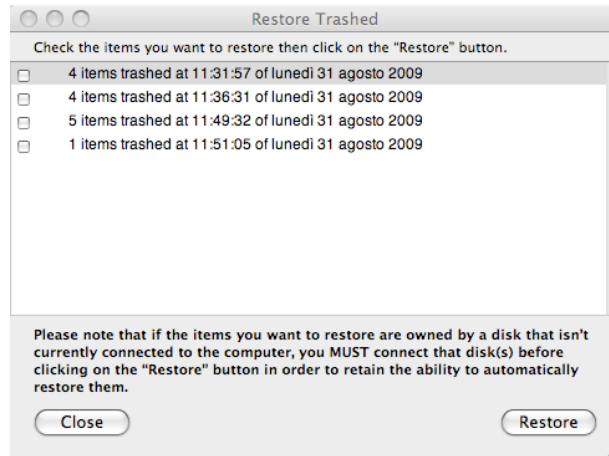 Restore Trashed
Check the items you want to restore then click on the “Restore” button.
4 items trashed at 11:31:57 of lunedì 31 agosto 2009
4 items trashed at 11:36:31 of lunedì 31 agosto 2009
5 items trashed at 11:49:32 of lunedì 31 agosto 2009
1 items trashed at 11:51:05 of lunedì 31 agosto 2009
Please note that if the items you want to restore are owned by a disk that isn’t
currently connected to the computer, you MUST connect that disk(s) before
clicking on the “Restore” button in order to retain the ability to automatically
restore them.
Close
Restore